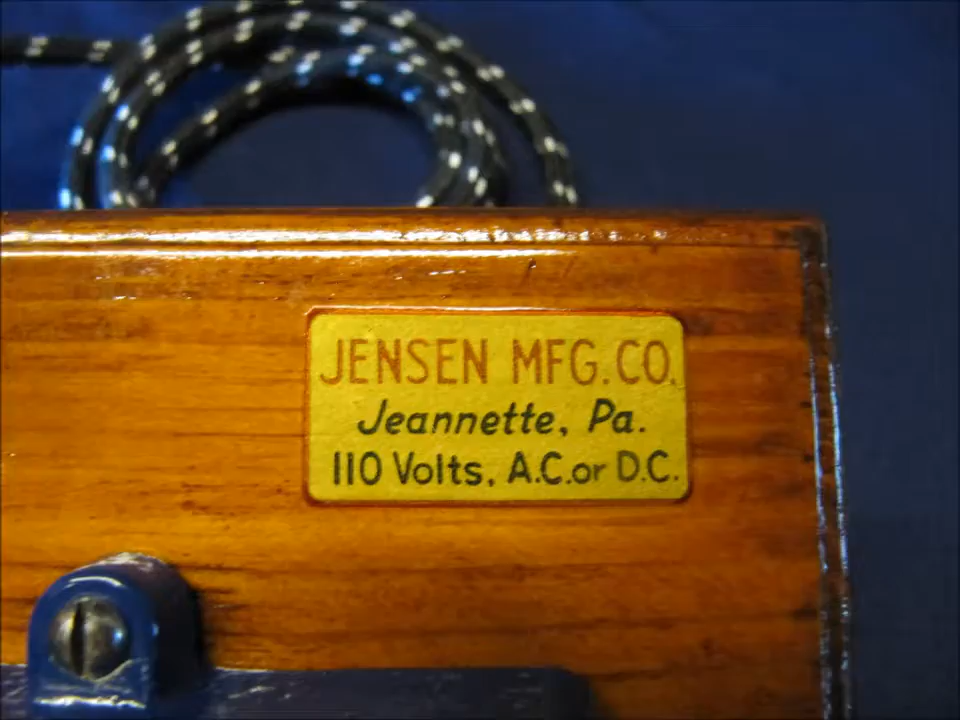 JENSEN MFG. CO.
Jeannette, Pa.
110 Volts, A.C. or D.C.